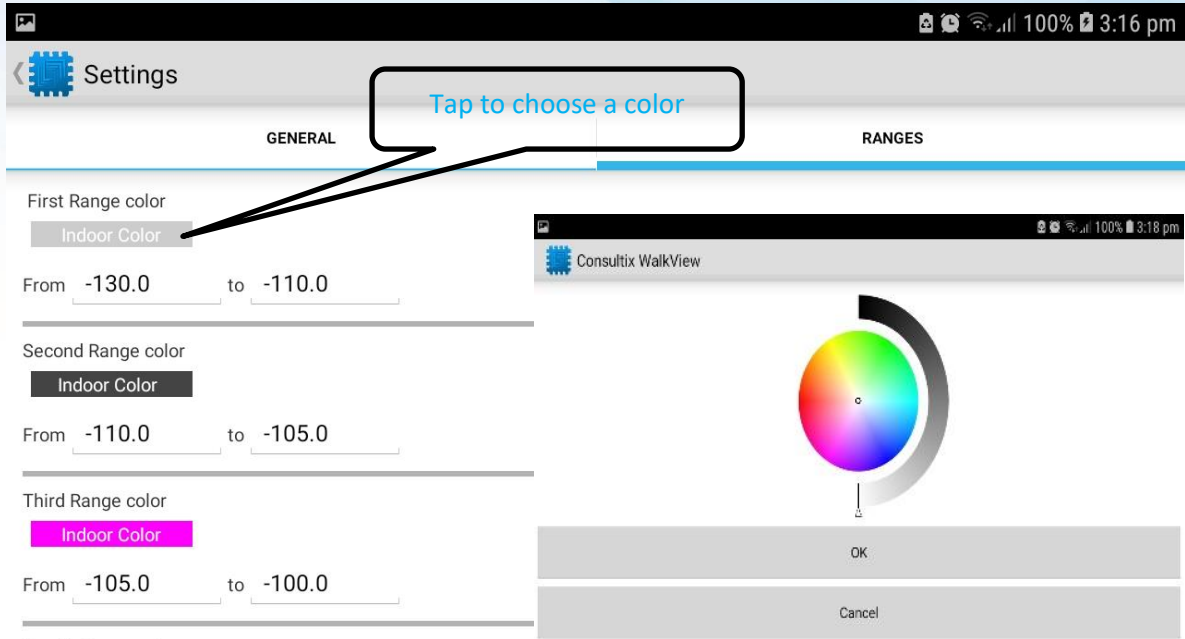 100% 3:16 pm
Settings
Tap to choose a color
GENERAL
RANGES
First Range color
Indoor Color
From -130.0 to -110.0
Second Range color
Indoor Color
From -110.0 to -105.0
Third Range color
Indoor Color
From -105.0 to -100.0
100% 3:18 pm
Consultix WalkView
OK
Cancel